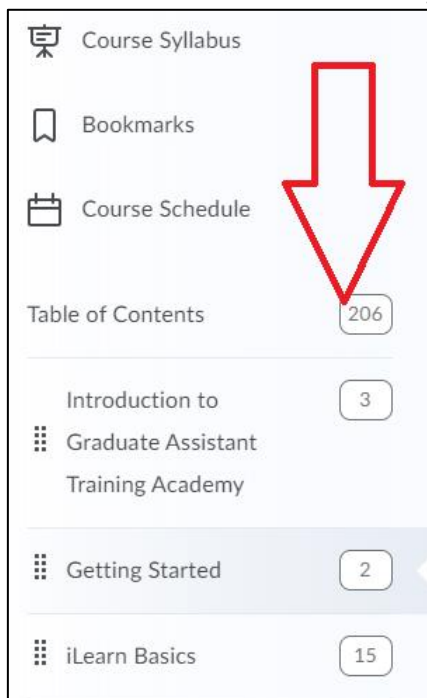 Course Syllabus
Bookmarks
Course Schedule
Table of Contents 206
Introduction to 3
Graduate Assistant
Training Academy
Getting Started 2
iLearn Basics 15